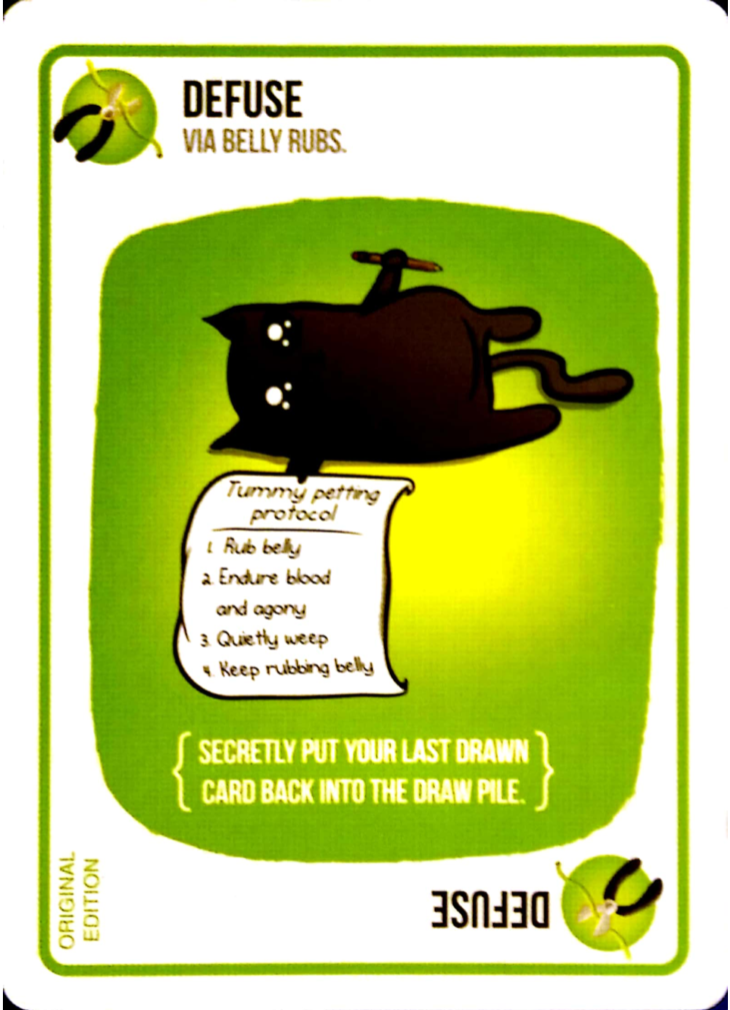 DEFUSE
VIA BELLY RUBS.
Tummy petting
protocol
1. Rub belly
2. Endure blood
and agony
3. Quietly weep
4. Keep rubbing belly
SECRETLY PUT YOUR LAST DRAWN
CARD BACK INTO THE DRAW PILE.
ORIGINAL
EDITION
DEFUSE